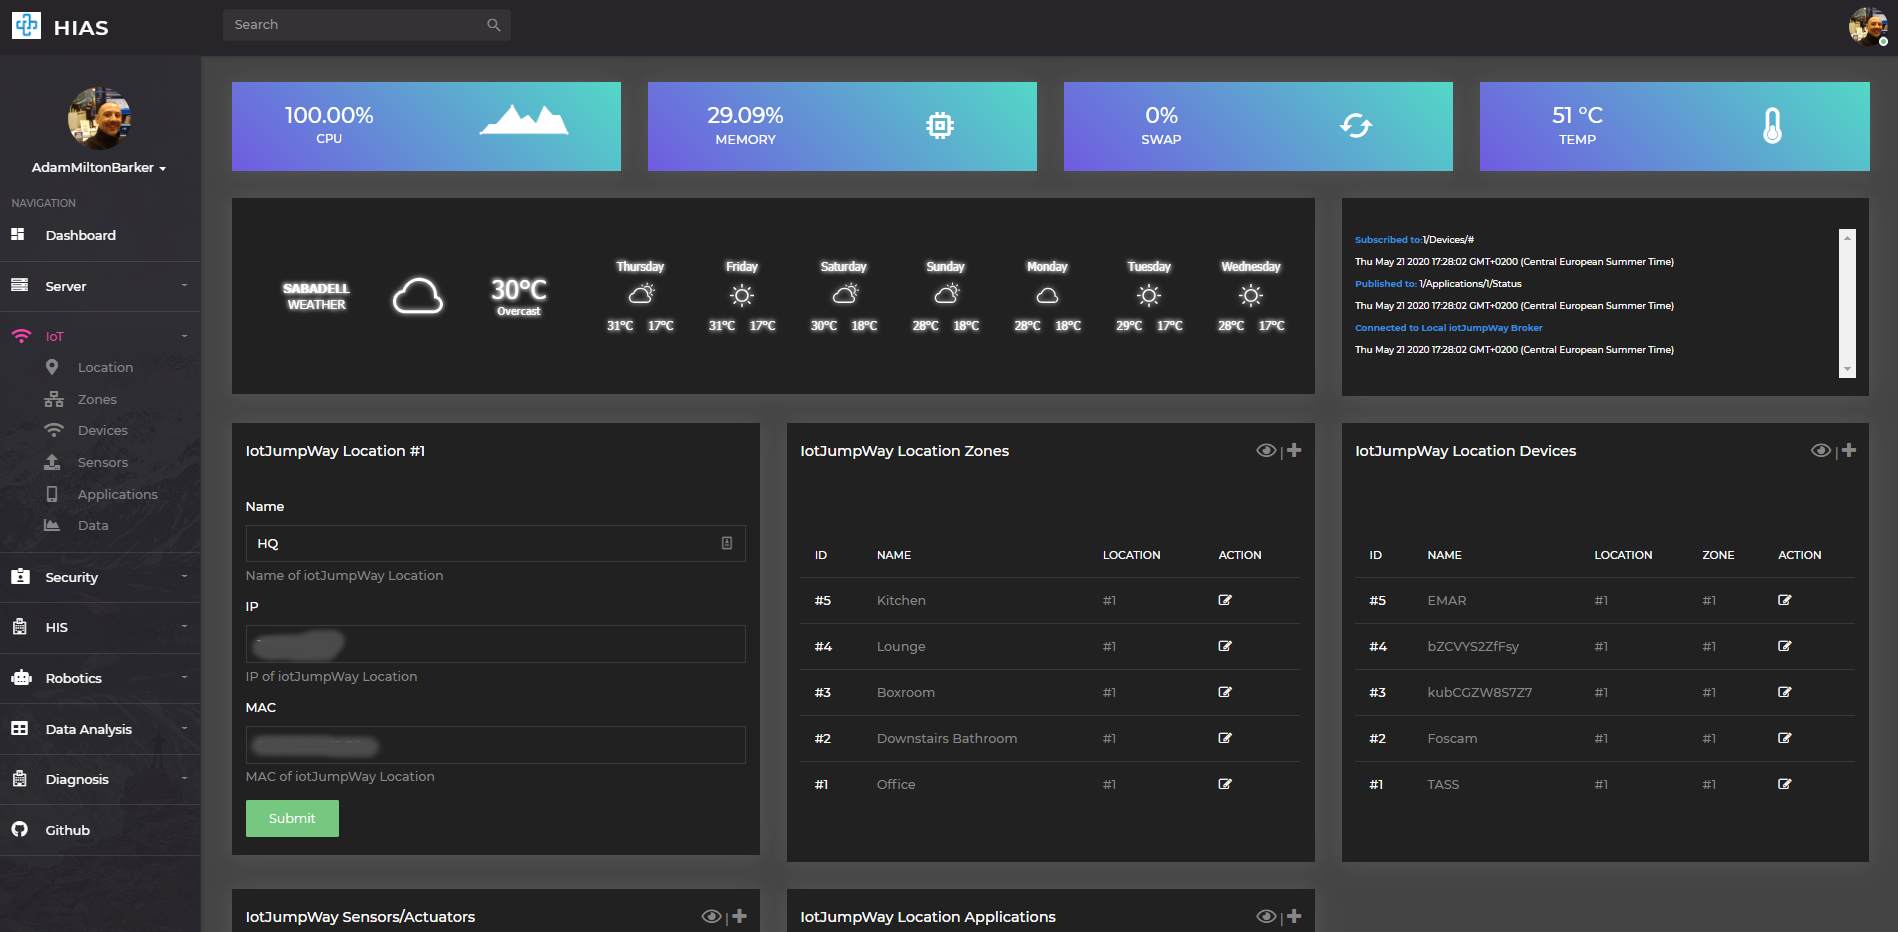 HIAS
Search
AdamMiltonBarker
NAVIGATION
Dashboard
Server
IoT
Location
Zones
Devices
Sensors
Applications
Data
Security
HIS
Robotics
Data Analysis
Diagnosis
Github
100.00%
CPU
29.09%
MEMORY
0%
SWAP
51 °C
TEMP
SABADELL
WEATHER
30°C
Overcast
Thursday
31°C 17°C
Friday
31°C 17°C
Saturday
30°C 18°C
Sunday
28°C 18°C
Monday
28°C 18°C
Tuesday
29°C 17°C
Wednesday
28°C 17°C
Subscribed to:1/Devices/#
Thu May 21 2020 17:28:02 GMT+0200 (Central European Summer Time)
Published to: 1/Applications/1/Status
Thu May 21 2020 17:28:02 GMT+0200 (Central European Summer Time)
Connected to Local iotJumpWay Broker
Thu May 21 2020 17:28:02 GMT+0200 (Central European Summer Time)
IotJumpWay Location #1
Name
HQ
Name of iotJumpWay Location
IP
IP of iotJumpWay Location
MAC
MAC of iotJumpWay Location
Submit
IotJumpWay Location Zones
|
ID NAME LOCATION ACTION
#5 Kitchen #1
#4 Lounge #1
#3 Boxroom #1
#2 Downstairs Bathroom #1
#1 Office #1
IotJumpWay Location Devices
|
ID NAME LOCATION ZONE ACTION
#5 EMAR #1 #1
#4 bZCVYS2ZfFsy #1 #1
#3 kubCGZW8S7Z7 #1 #1
#2 Foscam #1 #1
#1 TASS #1 #1
IotJumpWay Sensors/Actuators
|
IotJumpWay Location Applications
|